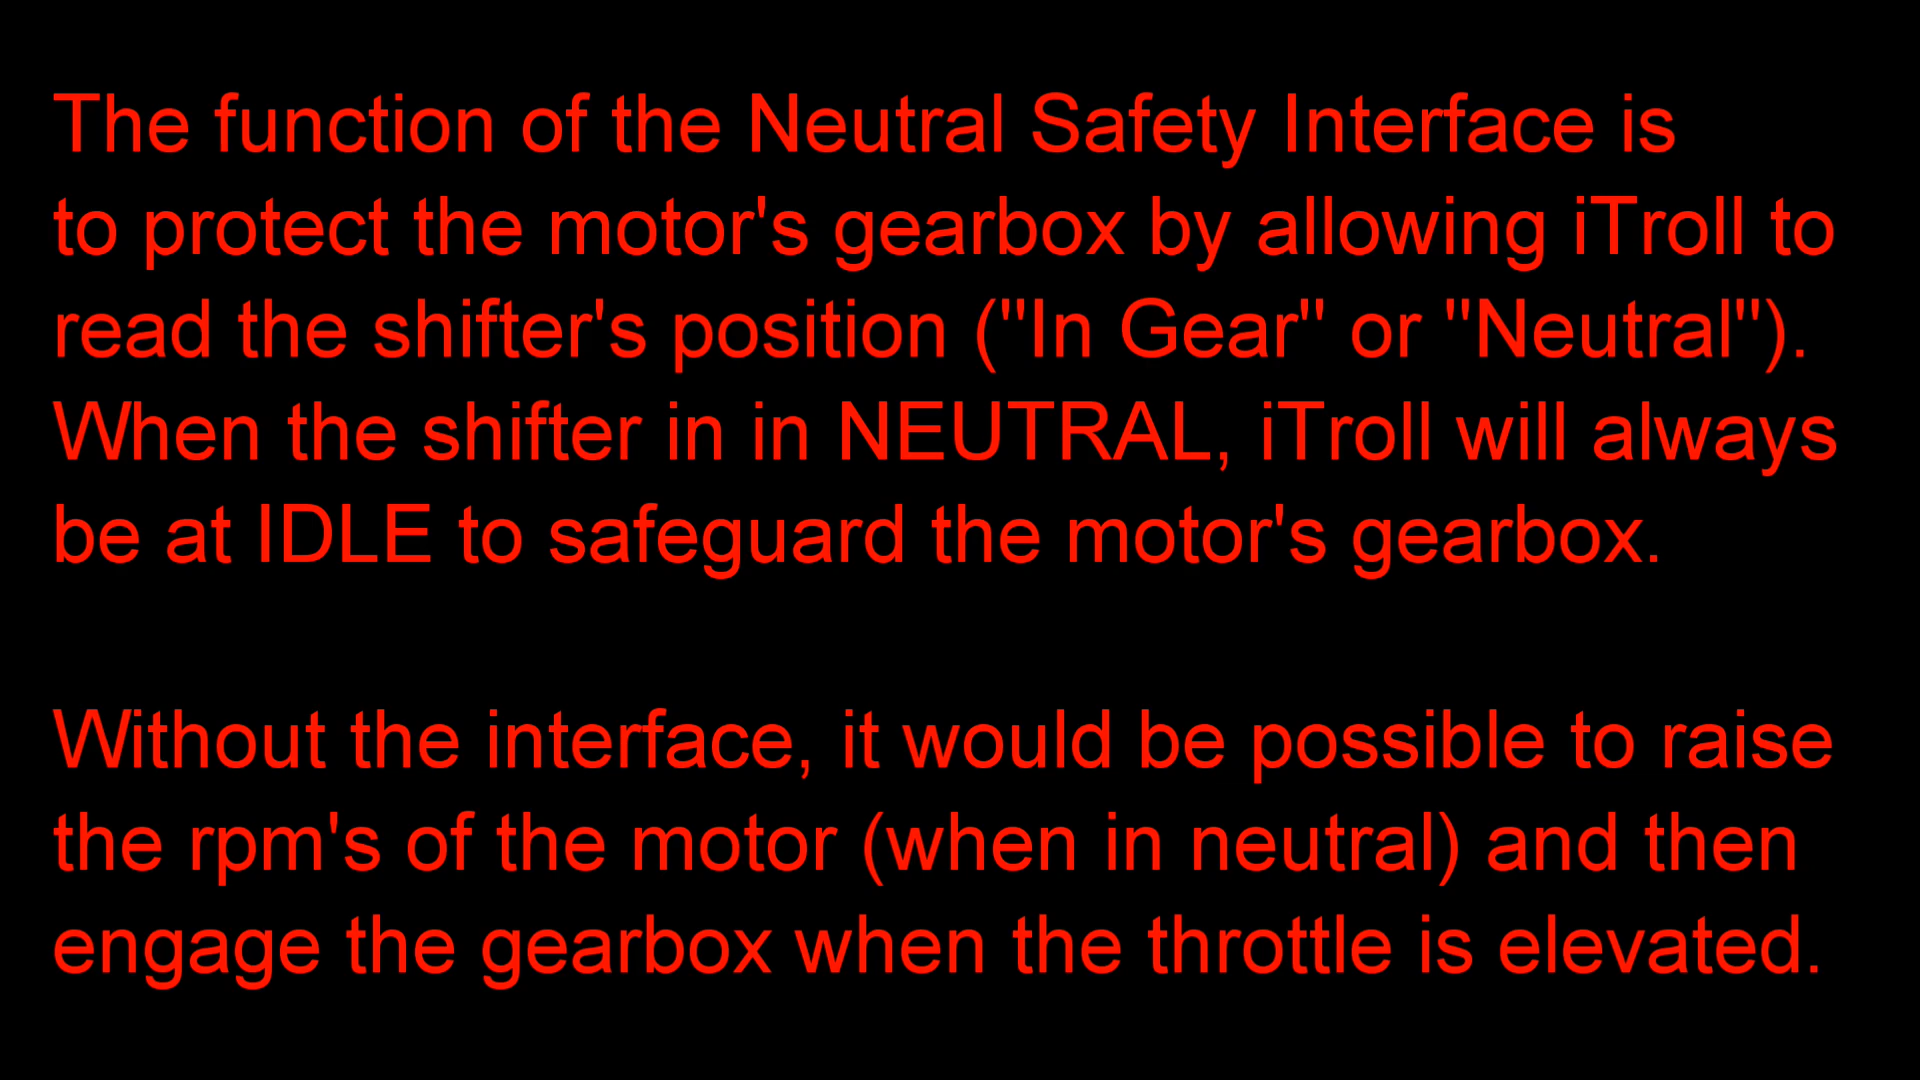 The function of the Neutral Safety Interface is
to protect the motor's gearbox by allowing iTroll to
read the shifter's position ("In Gear" or "Neutral").
When the shifter in in NEUTRAL, iTroll will always
be at IDLE to safeguard the motor's gearbox.
Without the interface, it would be possible to raise
the rpm's of the motor (when in neutral) and then
engage the gearbox when the throttle is elevated.